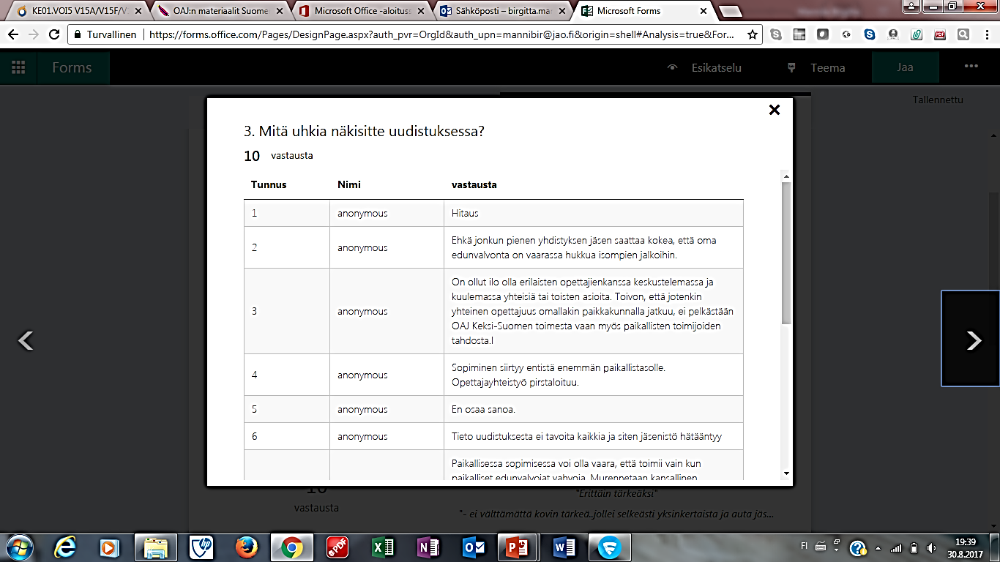 KE01.VOI5 V15A/V15F/V
OAJ:n materiaalit Suome
Microsoft Office -aloituss
Sähköposti – birgitta.mar
Microsoft Forms
Turvallinen
https://forms.office.com/Pages/DesignPage.aspx?auth_pvr=OrgId&auth_upn=mannibir@jao.fi&origin=shell#Analysis=true&For...
Forms
Esikatselu
Teema
Jaa
Tallennettu
3. Mitä uhkia näkisitte uudistuksessa?
10 vastausta
Tunnus Nimi vastausta
1 anonymous Hitaus
2 anonymous Ehkä jonkun pienen yhdistyksen jäsen saattaa kokea, että oma
edunvalvonta on vaarassa hukkua isompien jalkoihin.
3 anonymous On ollut ilo olla erilaisten opettajienkanssa keskustelemassa ja
kuulemassa yhteisiä tai toisten asioita. Toivon, että jotenkin
yhteinen opettajuus omallakin paikkakunnalla jatkuu, ei pelkästään
OAJ Keksi-Suomen toimesta vaan myös paikallisten toimijoiden
tahdosta.l
4 anonymous Sopiminen siirtyy entistä enemmän paikallistasolle.
Opettajayhteistyö pirstaloituu.
5 anonymous En osaa sanoa.
6 anonymous Tieto uudistuksesta ei tavoita kaikkia ja siten jäsenistö hätääntyy
Paikallisessa sopimisessa voi olla vaara, että toimii vain kun
paikalliset edunvalvojat vahvoja. Murennetaan kansallinen
10
vastausta
"Erittäin tärkeäksi"
"- ei välttämättä kovin tärkeä..jollei selkeästi yksinkertaista ja auta jäs...
FI
19:39
30.8.2017